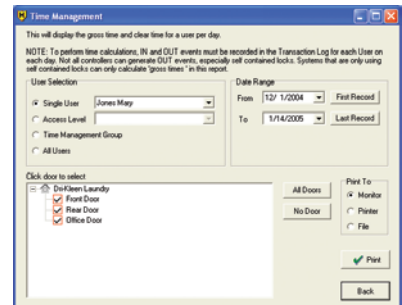 Time Management
This will display the gross time and clear time for a user per day.
NOTE: To perform time calculations, IN and OUT events must be recorded in the Transaction Log for each User on
each day. Not all controllers can generate OUT events, especially self contained locks. Systems that are only using
self contained locks can only calculate 'gross times' in this report.
User Selection
Single User Jones Mary
Access Level
Time Management Group
All Users
Date Range
From 12/ 1/2004 First Record
To 1/14/2005 Last Record
Click door to select
Dri-Kleen Laundry
Front Door
Rear Door
Office Door
All Doors
No Door
Print To
Monitor
Printer
File
Print
Back